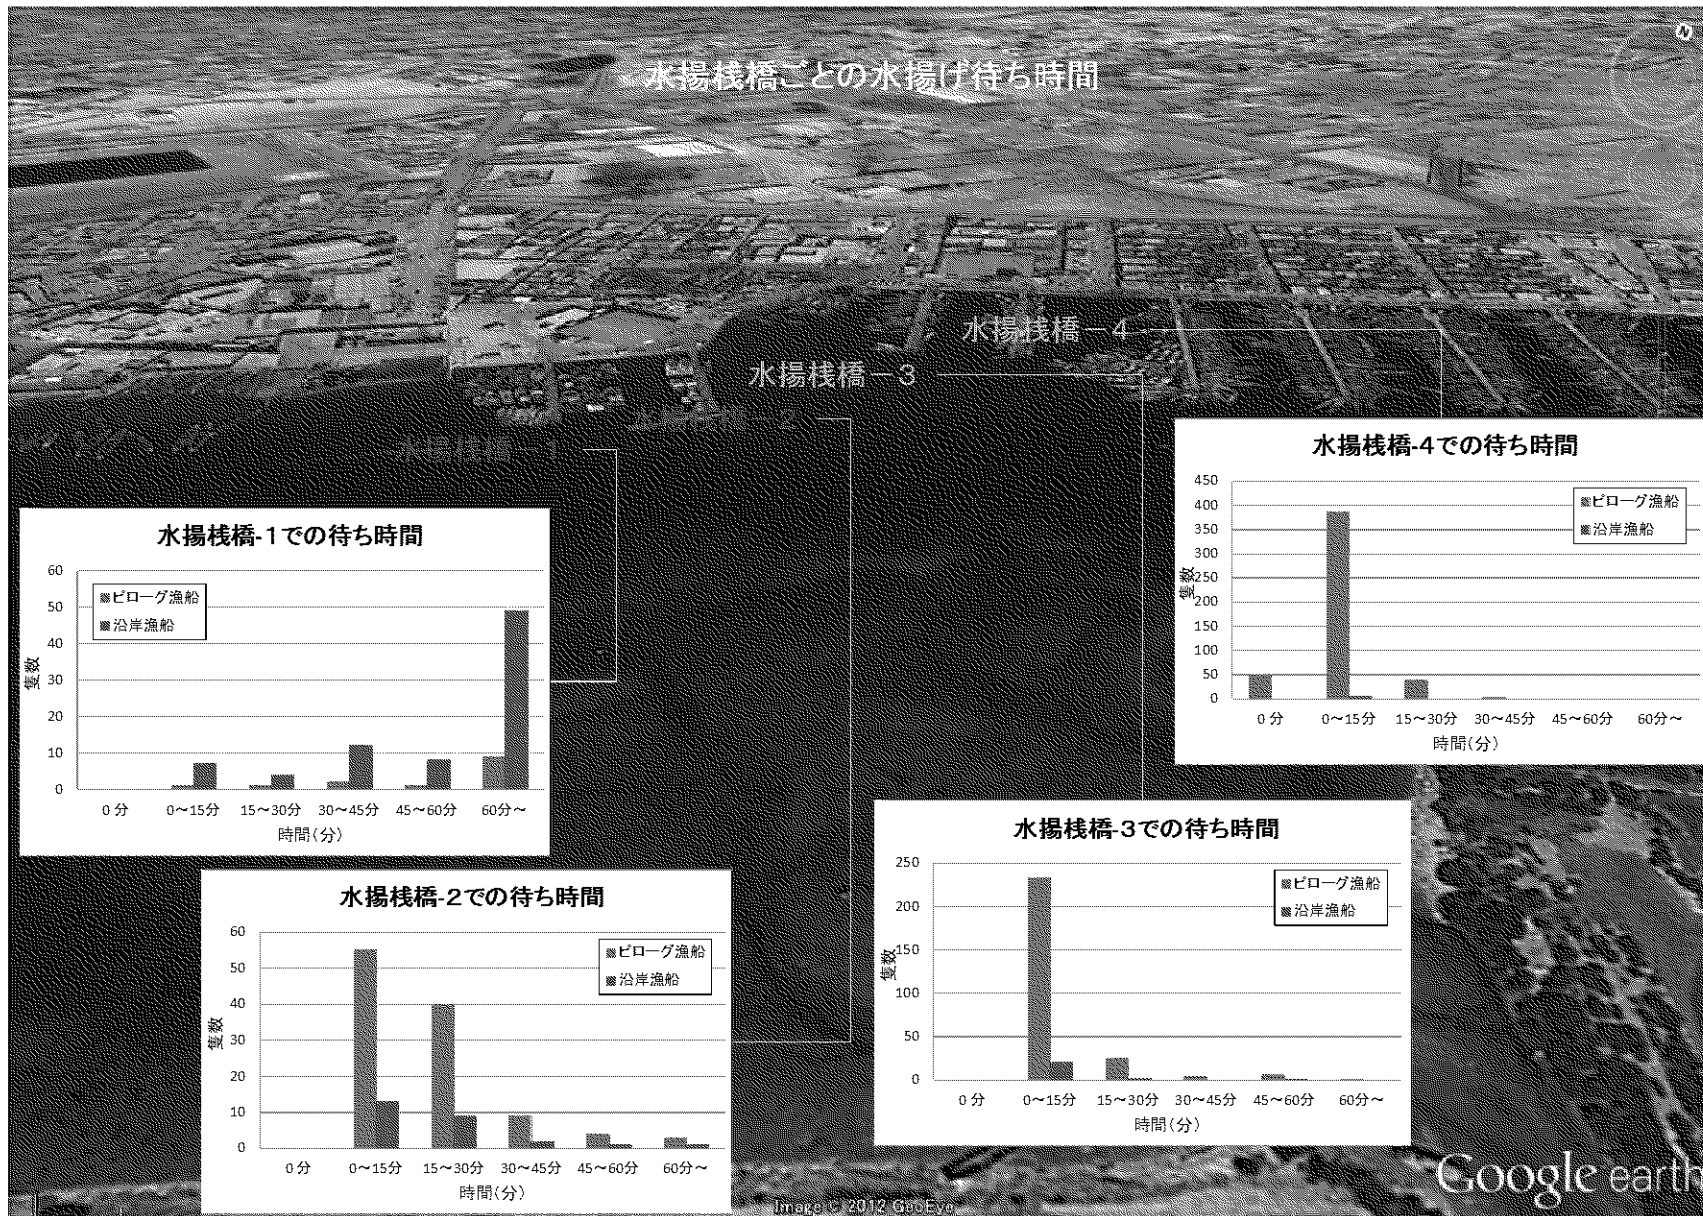 水揚桟橋ごとの水揚げ待ち時間
水揚桟橋－4
水揚桟橋－3
水揚桟橋－2
水揚桟橋－1
水揚桟橋-1での待ち時間
60
50
40
30
20
10
0
隻数
ピローグ漁船
沿岸漁船
0分
0～15分
15～30分
30～45分
45～60分
60分～
時間(分)
水揚桟橋-2での待ち時間
60
50
40
30
20
10
0
隻数
ピローグ漁船
沿岸漁船
0分
0～15分
15～30分
30～45分
45～60分
60分～
時間(分)
水揚桟橋-3での待ち時間
250
200
150
100
50
0
隻数
ピローグ漁船
沿岸漁船
0分
0～15分
15～30分
30～45分
45～60分
60分～
時間(分)
水揚桟橋-4での待ち時間
450
400
350
300
250
200
150
100
50
0
隻数
ピローグ漁船
沿岸漁船
0分
0～15分
15～30分
30～45分
45～60分
60分～
時間(分)
Google earth
Image © 2012 GeoEye